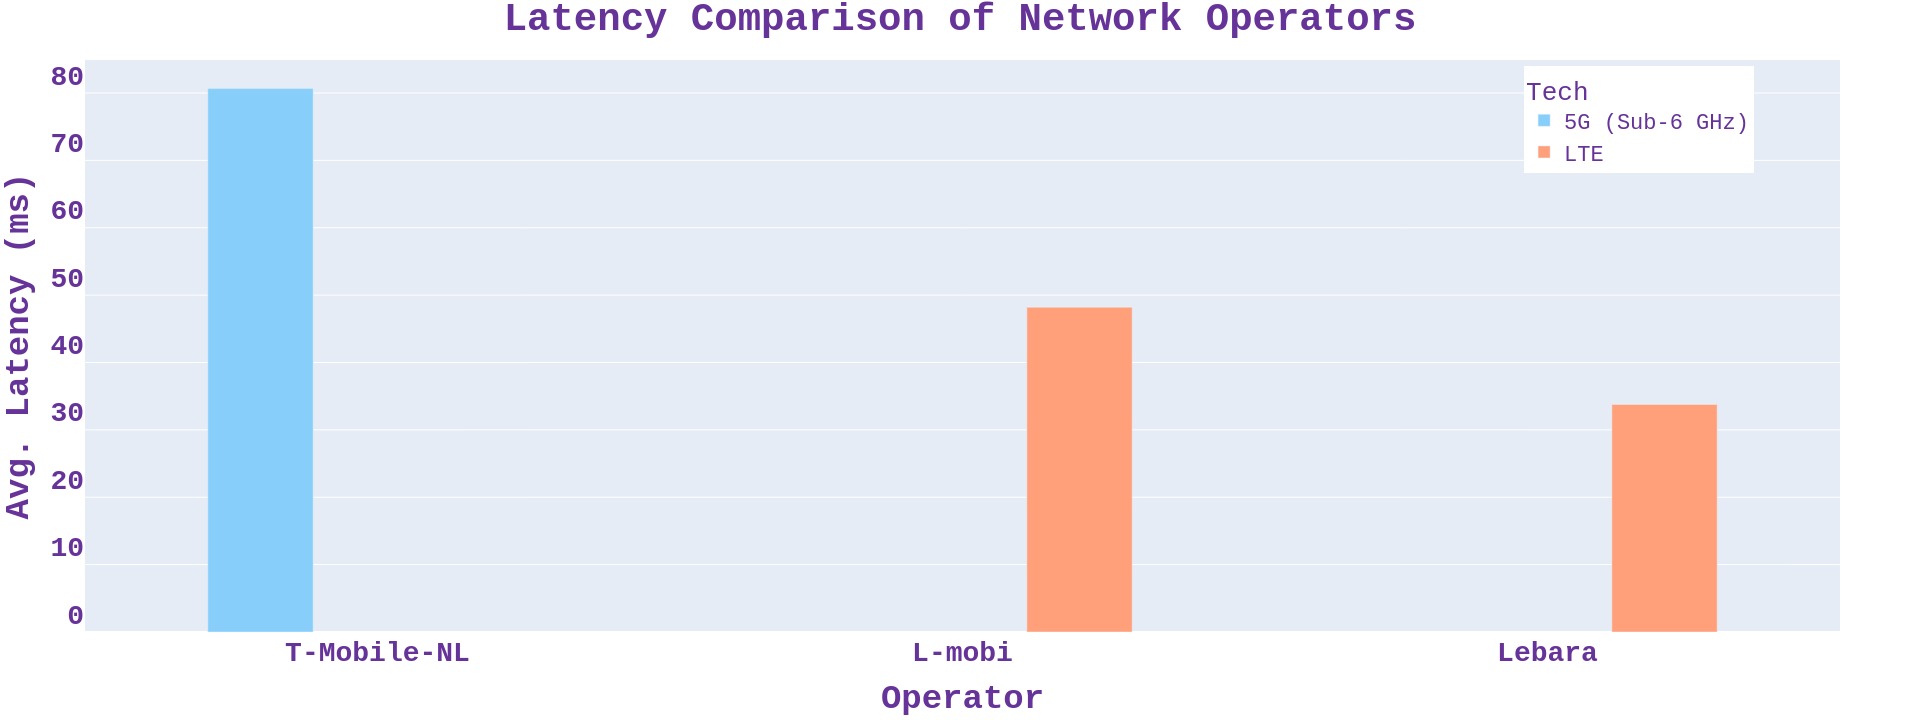 Latency Comparison of Network Operators
Avg. Latency (ms)
80
70
60
50
40
30
20
10
0
Tech
5G (Sub-6 GHz)
LTE
T-Mobile-NL
L-mobi
Lebara
Operator